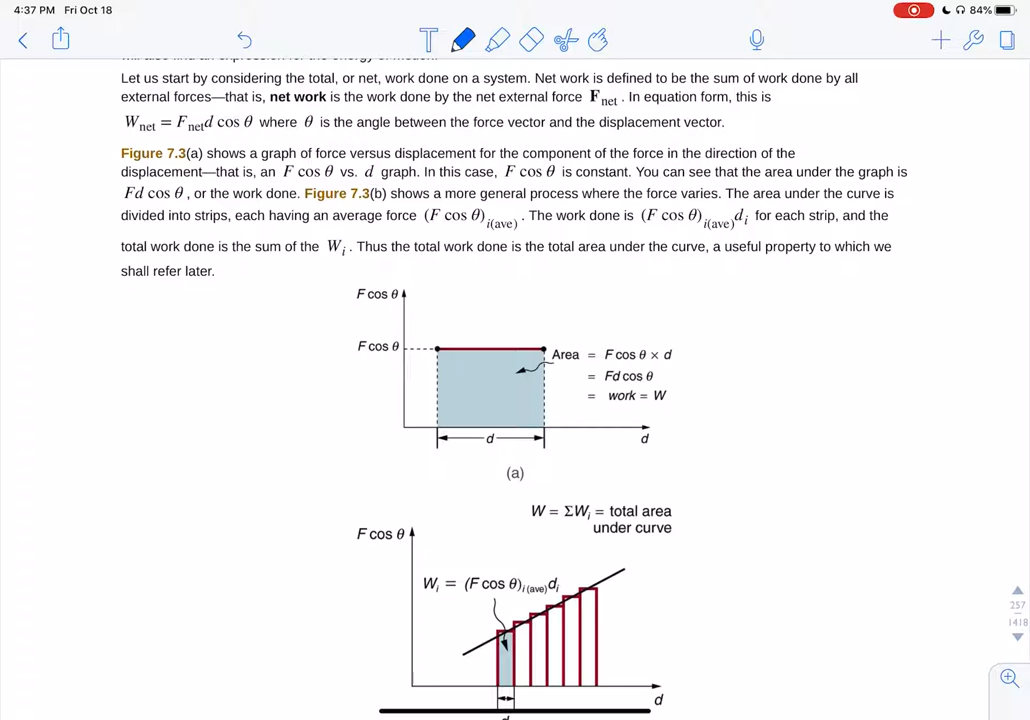 4:37 PM Fri Oct 18
84%
T
Let us start by considering the total, or net, work done on a system. Net work is defined to be the sum of work done by all
external forces—that is, net work is the work done by the net external force F_net . In equation form, this is
W_net = F_net d cos θ where θ is the angle between the force vector and the displacement vector.
Figure 7.3(a) shows a graph of force versus displacement for the component of the force in the direction of the
displacement—that is, an F cos θ vs. d graph. In this case, F cos θ is constant. You can see that the area under the graph is
Fd cos θ , or the work done. Figure 7.3(b) shows a more general process where the force varies. The area under the curve is
divided into strips, each having an average force (F cos θ)_i(ave) . The work done is (F cos θ)_i(ave) d_i for each strip, and the
total work done is the sum of the W_i . Thus the total work done is the total area under the curve, a useful property to which we
shall refer later.
F cos θ
F cos θ
Area = F cos θ × d
= Fd cos θ
= work = W
d
d
(a)
W = ΣW_i = total area
under curve
F cos θ
W_i = (F cos θ)_i(ave) d_i
d
257
1418